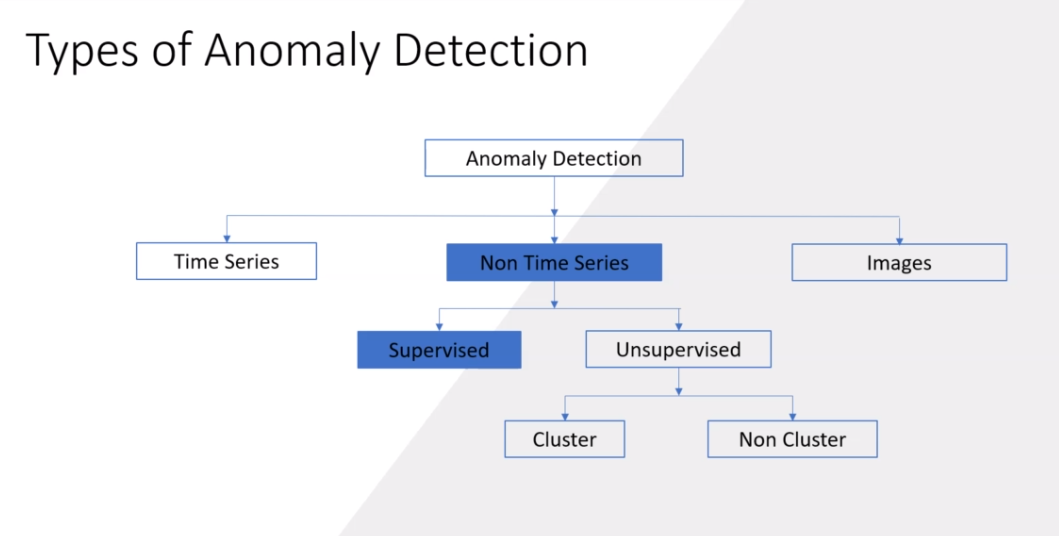 Types of Anomaly Detection
Anomaly Detection
Time Series
Non Time Series
Images
Supervised
Unsupervised
Cluster
Non Cluster